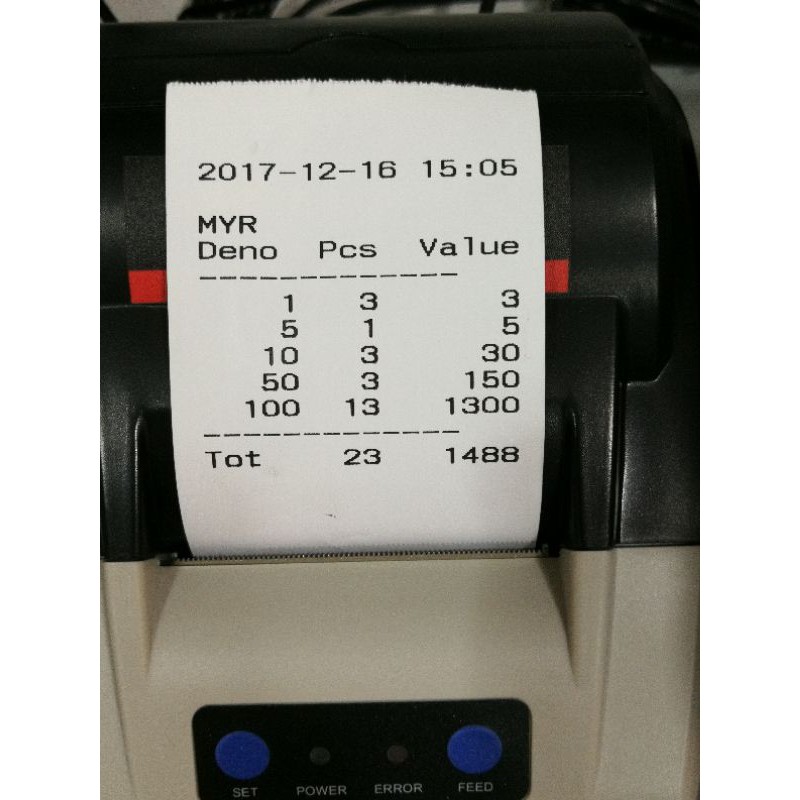 2017-12-16 15:05
MYR
Deno Pcs Value
--------------
1 3 3
5 1 5
10 3 30
50 3 150
100 13 1300
--------------
Tot 23 1488
SET POWER ERROR FEED